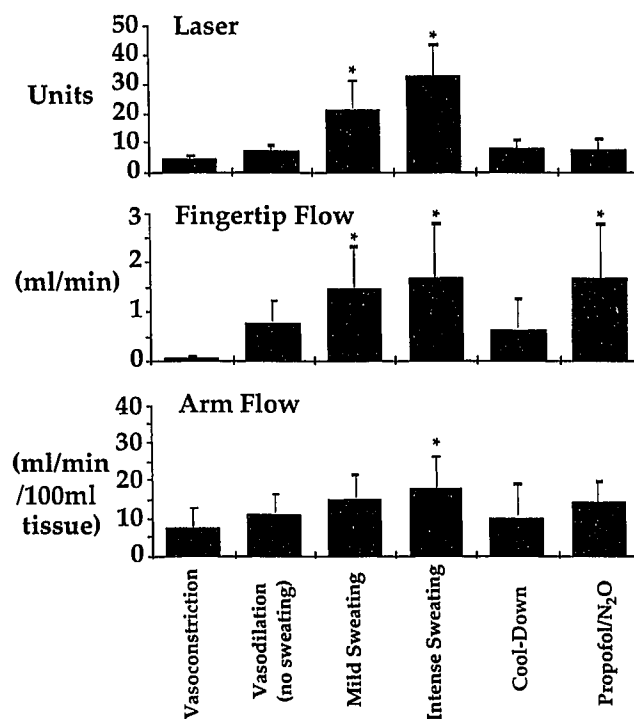 Laser
50
40
Units
30
20
10
0
* *
Fingertip Flow
3
2
(ml/min)
1
0
* * *
Arm Flow
40
30
(ml/min
/100ml
tissue)
20
10
0
*
Vasoconstriction
Vasodilation
(no sweating)
Mild Sweating
Intense Sweating
Cool-Down
Propofol/N₂O